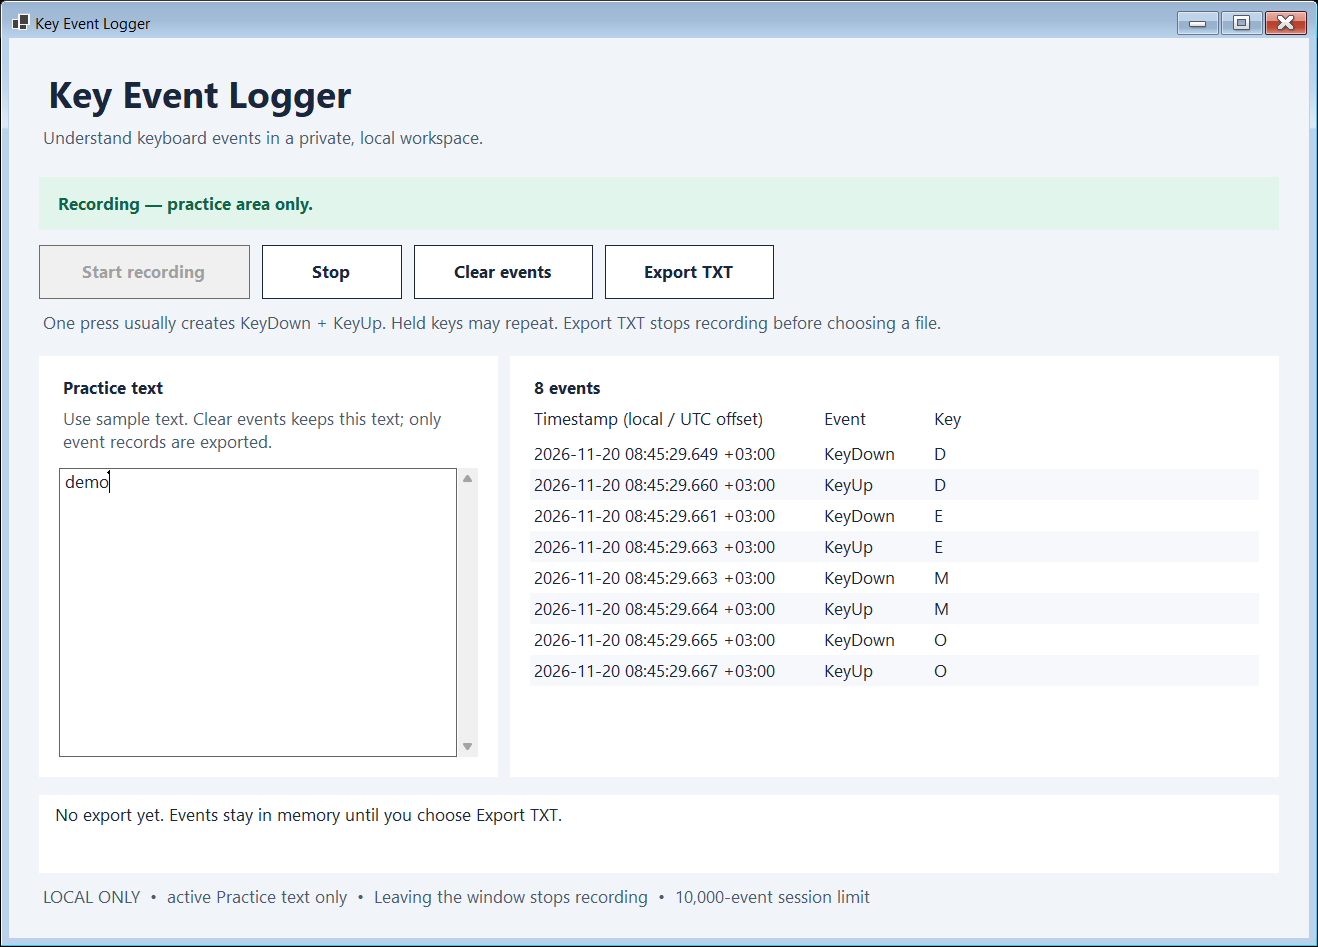 Key Event Logger
Key Event Logger
Understand keyboard events in a private, local workspace.
Recording — practice area only.
Start recording
Stop
Clear events
Export TXT
One press usually creates KeyDown + KeyUp. Held keys may repeat. Export TXT stops recording before choosing a file.
Practice text
Use sample text. Clear events keeps this text; only
event records are exported.
demo
8 events
Timestamp (local / UTC offset) Event Key
2026-11-20 08:45:29.649 +03:00 KeyDown D
2026-11-20 08:45:29.660 +03:00 KeyUp D
2026-11-20 08:45:29.661 +03:00 KeyDown E
2026-11-20 08:45:29.663 +03:00 KeyUp E
2026-11-20 08:45:29.663 +03:00 KeyDown M
2026-11-20 08:45:29.664 +03:00 KeyUp M
2026-11-20 08:45:29.665 +03:00 KeyDown O
2026-11-20 08:45:29.667 +03:00 KeyUp O
No export yet. Events stay in memory until you choose Export TXT.
LOCAL ONLY • active Practice text only • Leaving the window stops recording • 10,000-event session limit